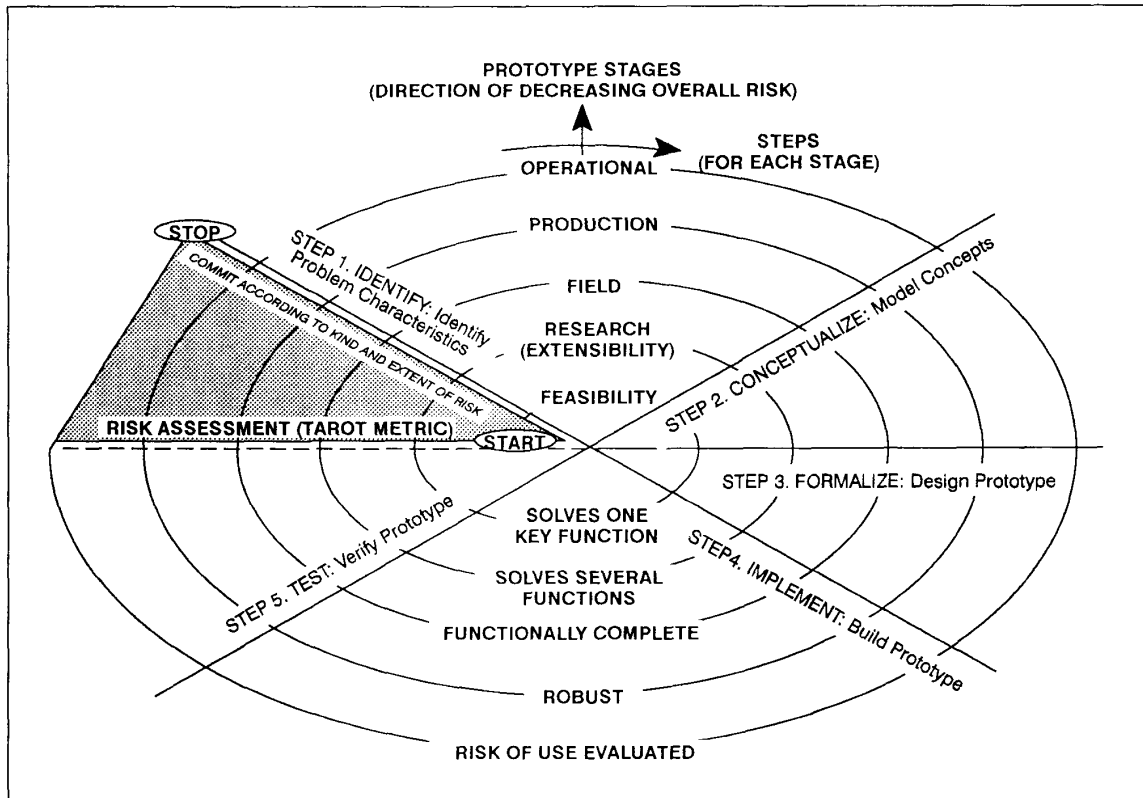 PROTOTYPE STAGES
(DIRECTION OF DECREASING OVERALL RISK)
STEPS
(FOR EACH STAGE)
OPERATIONAL
PRODUCTION
FIELD
RESEARCH
(EXTENSIBILITY)
FEASIBILITY
STOP
STEP 1. IDENTIFY: Identify
Problem Characteristics
COMMIT ACCORDING TO KIND AND EXTENT OF RISK
RISK ASSESSMENT (TAROT METRIC)
START
STEP 2. CONCEPTUALIZE: Model Concepts
STEP 3. FORMALIZE: Design Prototype
STEP4. IMPLEMENT: Build Prototype
STEP 5. TEST: Verify Prototype
SOLVES ONE
KEY FUNCTION
SOLVES SEVERAL
FUNCTIONS
FUNCTIONALLY COMPLETE
ROBUST
RISK OF USE EVALUATED